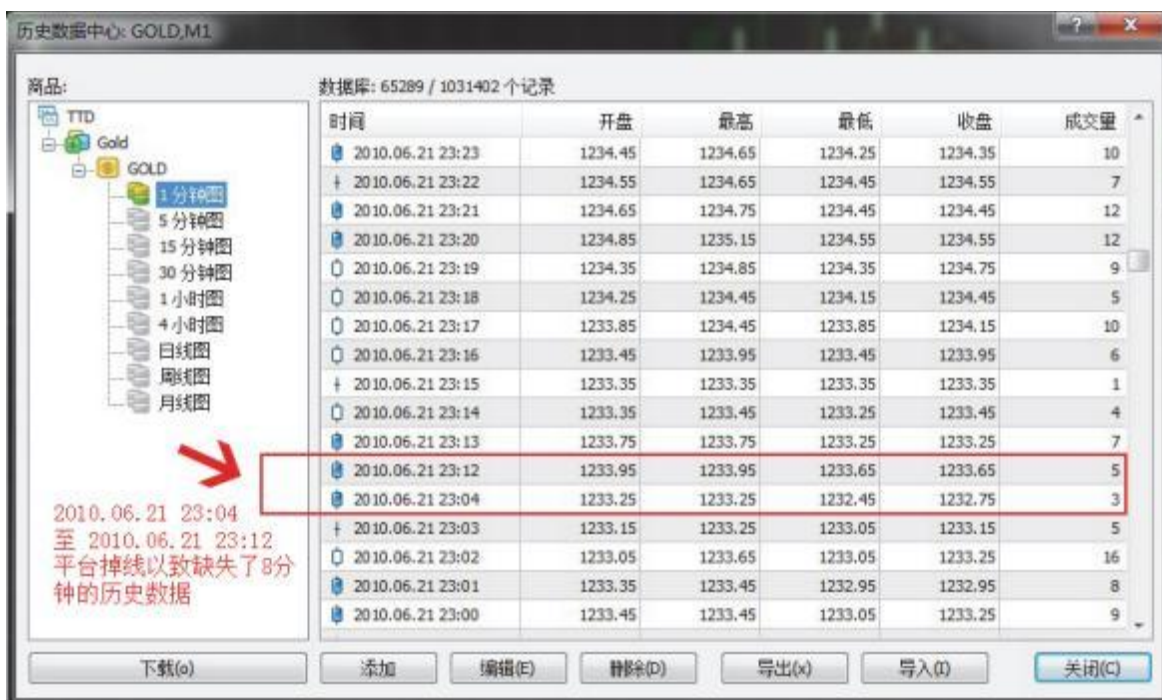 历史数据中心: GOLD,M1
商品:
数据库: 65289 / 1031402 个记录
TTD
Gold
GOLD
1 分钟图
5 分钟图
15 分钟图
30 分钟图
1 小时图
4 小时图
日线图
周线图
月线图
时间 开盘 最高 最低 收盘 成交量
2010.06.21 23:23 1234.45 1234.65 1234.25 1234.35 10
2010.06.21 23:22 1234.55 1234.65 1234.45 1234.55 7
2010.06.21 23:21 1234.65 1234.75 1234.45 1234.45 12
2010.06.21 23:20 1234.85 1235.15 1234.55 1234.55 12
2010.06.21 23:19 1234.35 1234.85 1234.35 1234.75 9
2010.06.21 23:18 1234.25 1234.45 1234.15 1234.45 5
2010.06.21 23:17 1233.85 1234.45 1233.85 1234.15 10
2010.06.21 23:16 1233.45 1233.95 1233.45 1233.95 6
2010.06.21 23:15 1233.35 1233.35 1233.35 1233.35 1
2010.06.21 23:14 1233.35 1233.45 1233.25 1233.45 4
2010.06.21 23:13 1233.75 1233.75 1233.25 1233.25 7
2010.06.21 23:12 1233.95 1233.95 1233.65 1233.65 5
2010.06.21 23:04 1233.25 1233.25 1232.45 1232.75 3
2010.06.21 23:03 1233.15 1233.25 1233.05 1233.15 5
2010.06.21 23:02 1233.05 1233.65 1233.05 1233.25 16
2010.06.21 23:01 1233.35 1233.45 1232.95 1232.95 8
2010.06.21 23:00 1233.45 1233.45 1233.05 1233.25 9
2010.06.21 23:04
至 2010.06.21 23:12
平台掉线以致缺失了8分
钟的历史数据
下载(o) 添加 编辑(E) 删除(D) 导出(x) 导入(I) 关闭(C)